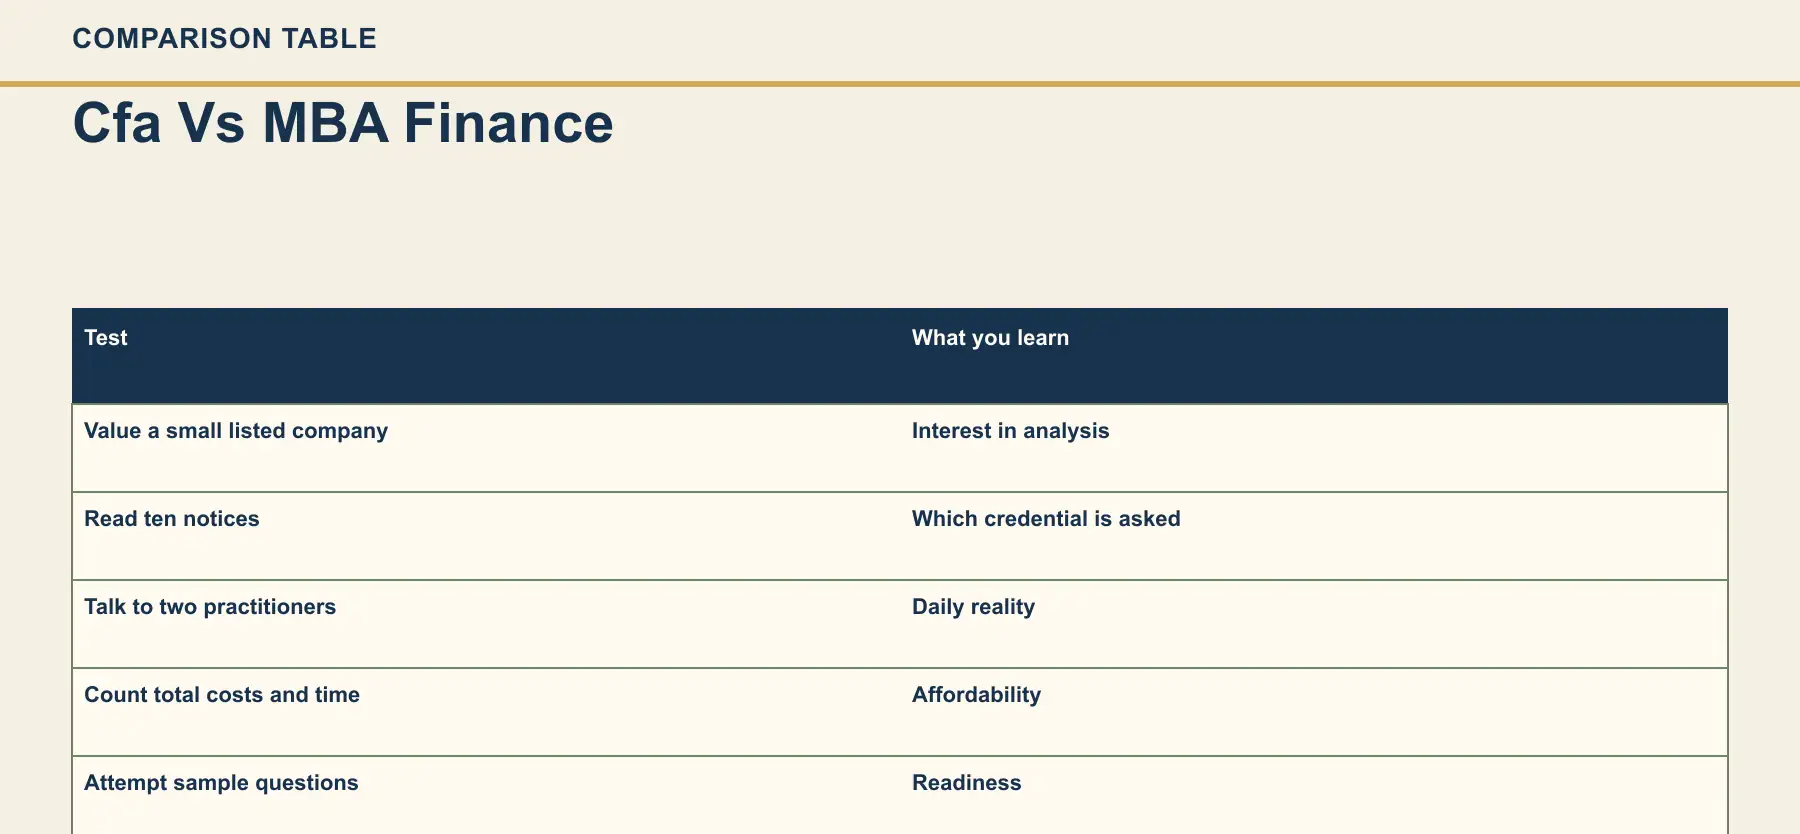 COMPARISON TABLE
Cfa Vs MBA Finance
Test What you learn
Value a small listed company Interest in analysis
Read ten notices Which credential is asked
Talk to two practitioners Daily reality
Count total costs and time Affordability
Attempt sample questions Readiness